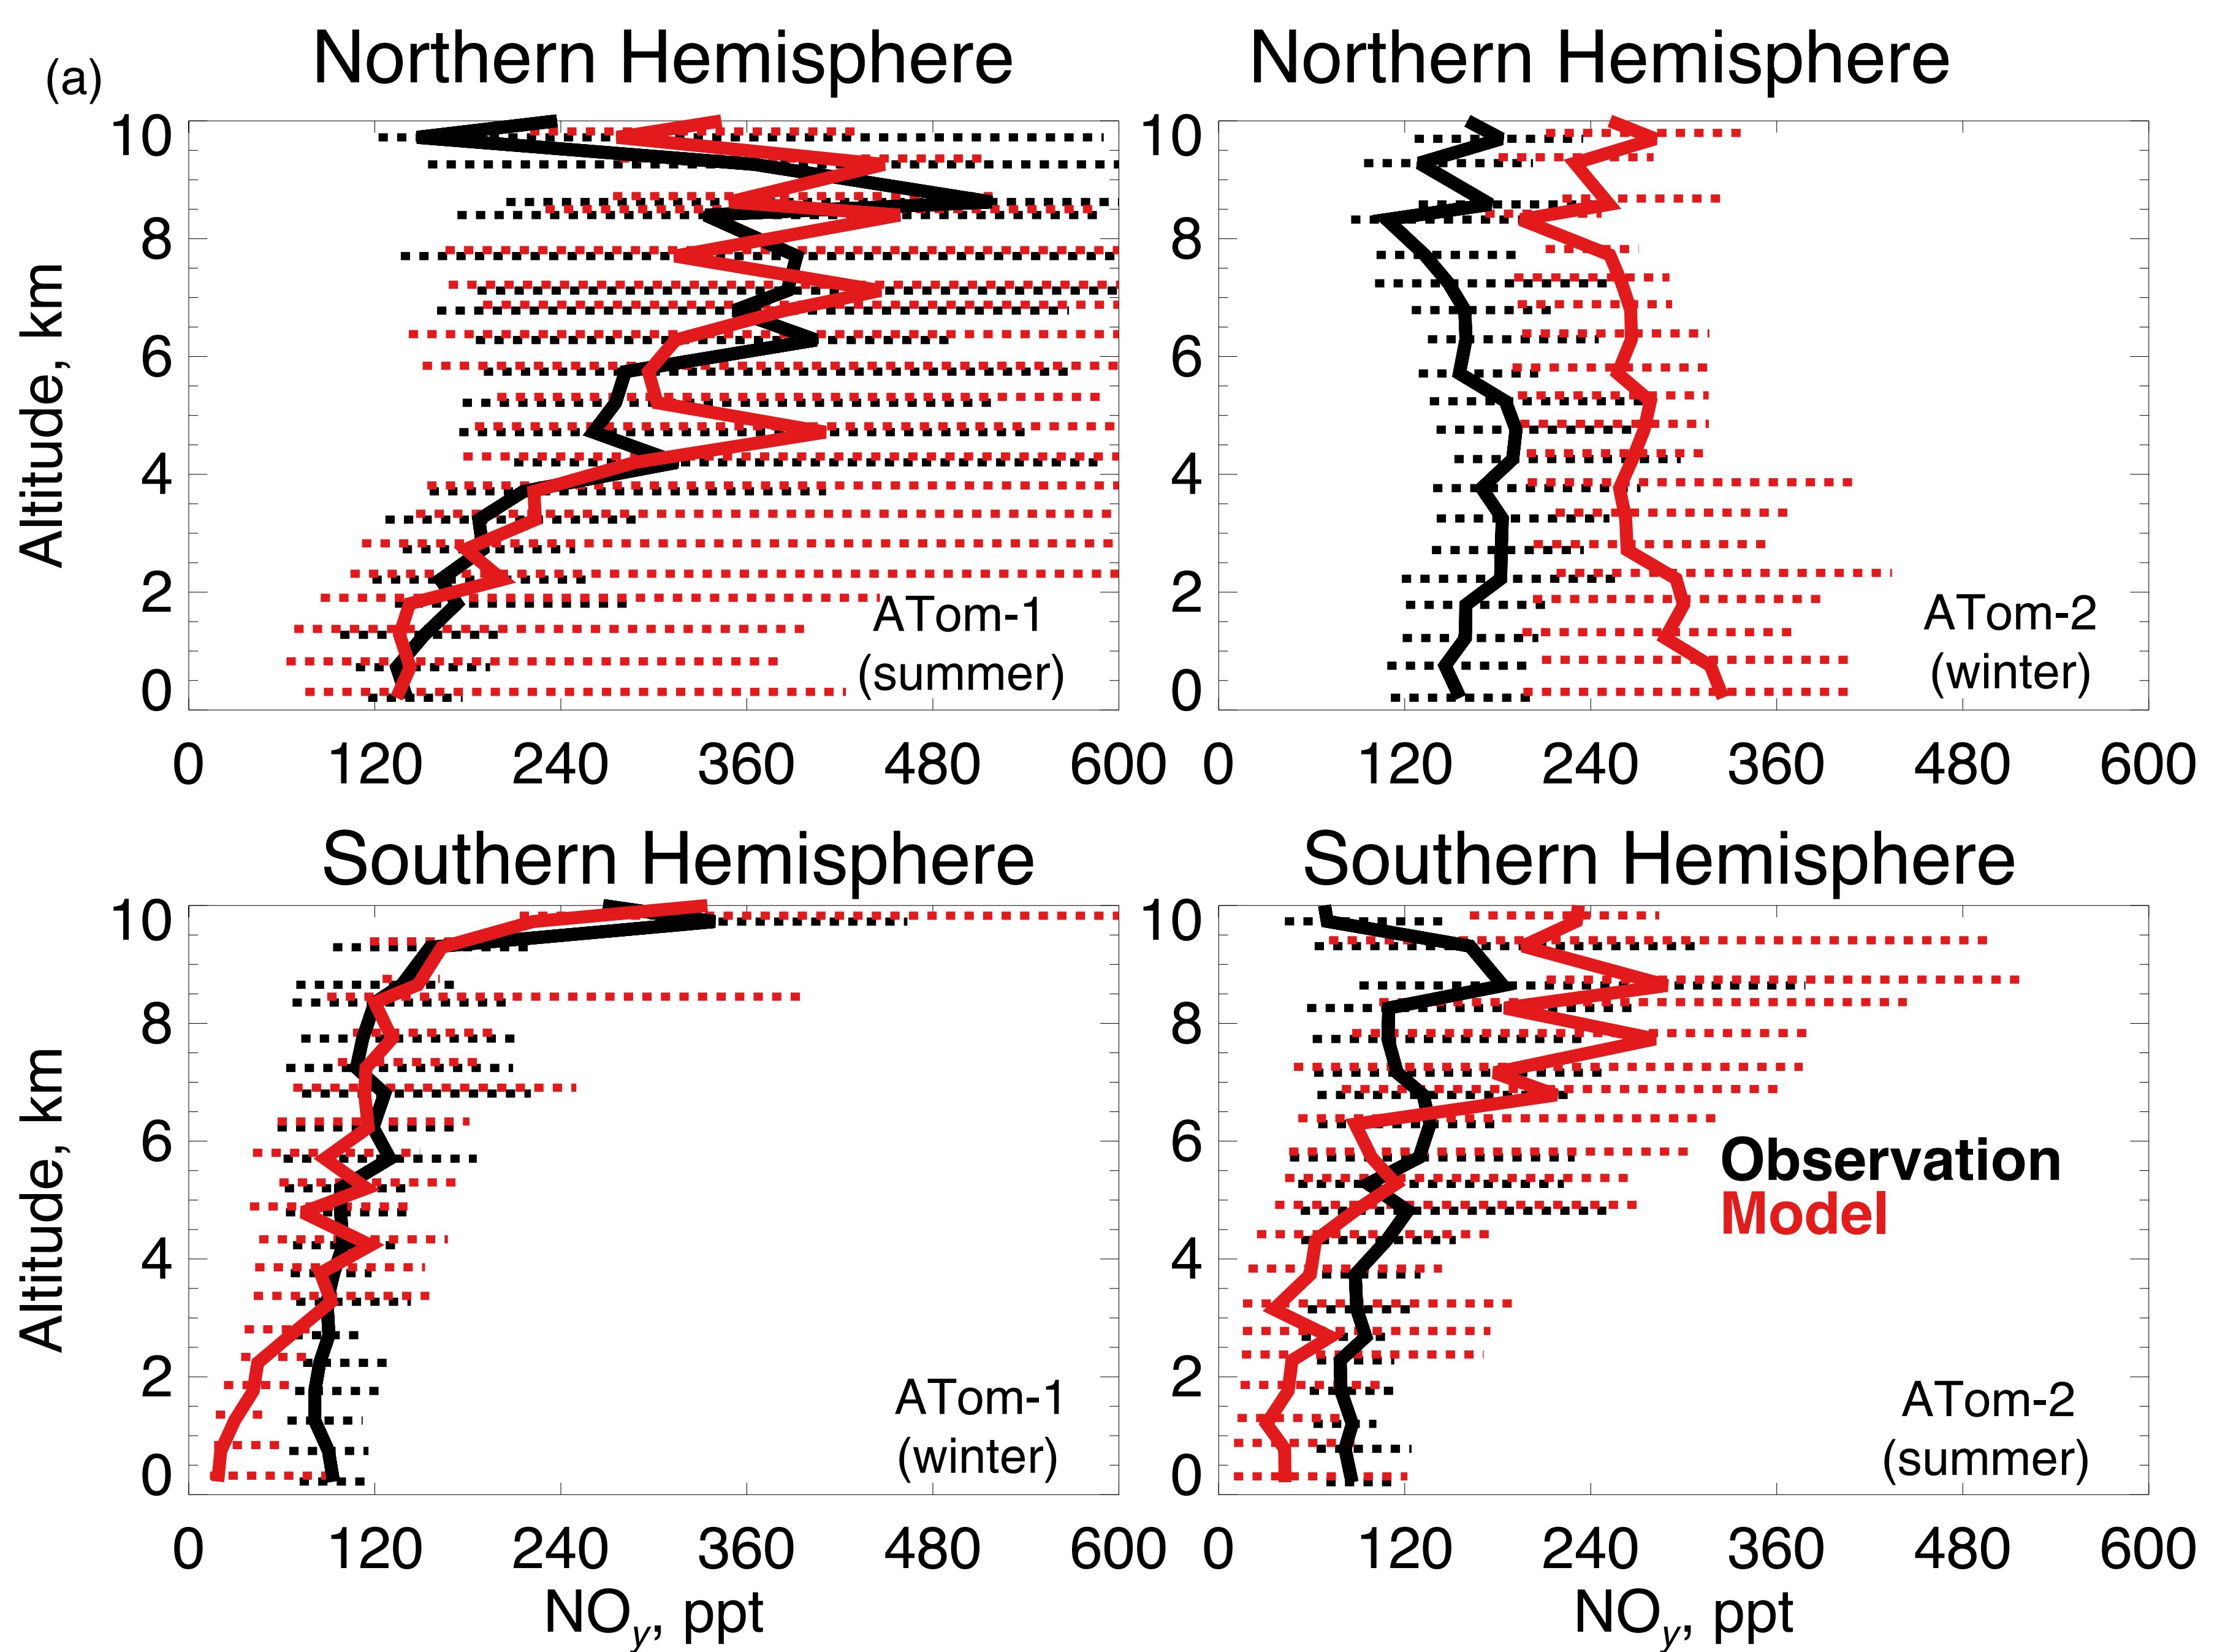 (a)
Northern Hemisphere
Northern Hemisphere
Altitude, km
10
8
6
4
2
0
ATom-1
(summer)
0 120 240 360 480 600
10
8
6
4
2
0
ATom-2
(winter)
0 120 240 360 480 600
Southern Hemisphere
Southern Hemisphere
Altitude, km
10
8
6
4
2
0
ATom-1
(winter)
0 120 240 360 480 600
NOy, ppt
10
8
6
4
2
0
Observation
Model
ATom-2
(summer)
0 120 240 360 480 600
NOy, ppt